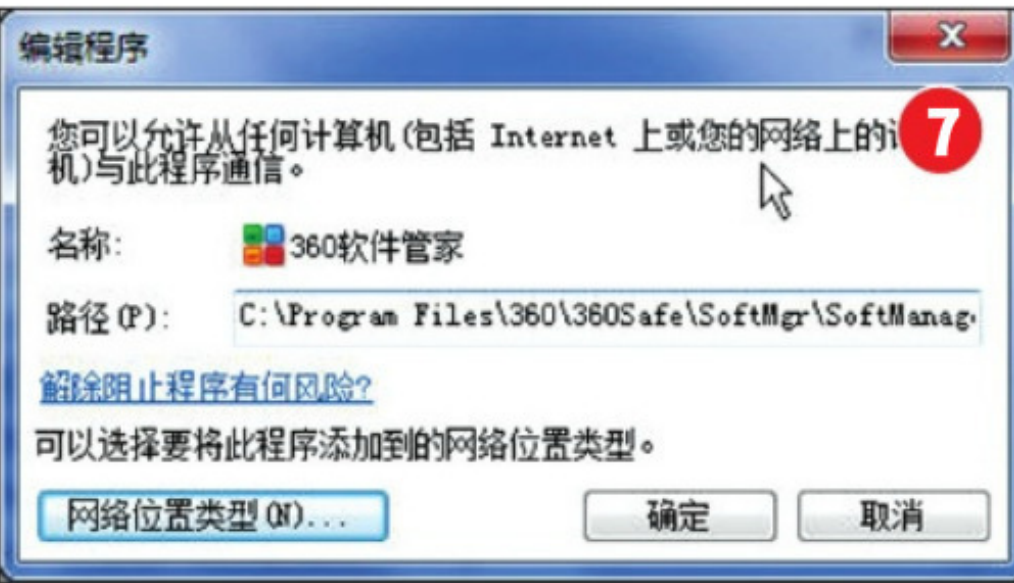 编辑程序
您可以允许从任何计算机(包括 Internet 上或您的网络上的计
7
机)与此程序通信。
名称:
360软件管家
路径(P):
C:\Program Files\360\360Safe\SoftMgr\SoftManag
解除阻止程序有何风险?
可以选择要将此程序添加到的网络位置类型。
网络位置类型(N)...
确定
取消